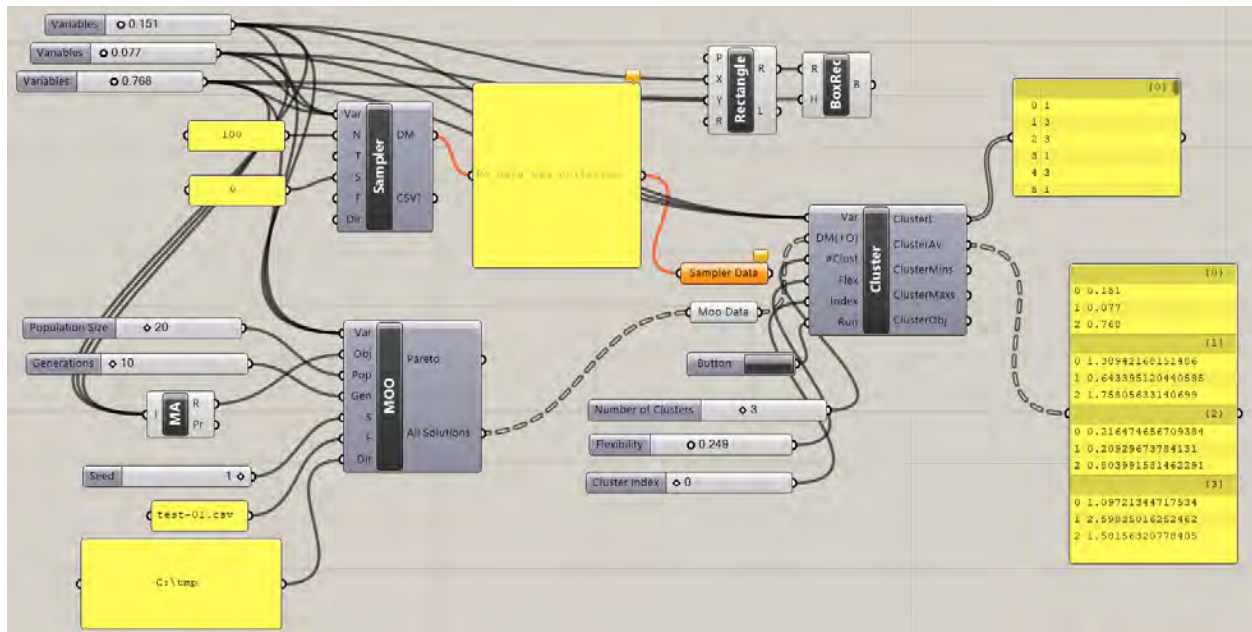 Variables 0.151
Variables 0.077
Variables 0.768
100
0
Var
N
T
S
F
Dir
Sampler
DM
CSV?
P
X
Y
R
Rectangle
R
L
R
H
BoxRec
B
{0}
0 1
1 3
2 3
3 1
4 3
5 1
Sampler Data
Moo Data
Var
DM(+O)
#Clust
Flex
Index
Run
Cluster
ClusterL
ClusterAv
ClusterMins
ClusterMaxs
ClusterObj
{0}
0 0.151
1 0.077
2 0.768
{1}
0 1.38942168151486
1 0.643395120440585
2 1.75805633140699
{2}
0 0.216474656709384
1 0.20929673784131
2 0.803991581462291
{3}
0 1.09721344717534
1 2.59835016252462
2 1.58156320778405
Population Size 20
Generations 10
I
MA
R
Pr
Var
Obj
Pop
Gen
S
F
Dir
MOO
Pareto
All Solutions
Button
Number of Clusters 3
Flexibility 0.249
Cluster Index 0
Seed 1
test-01.csv
C:\tmp